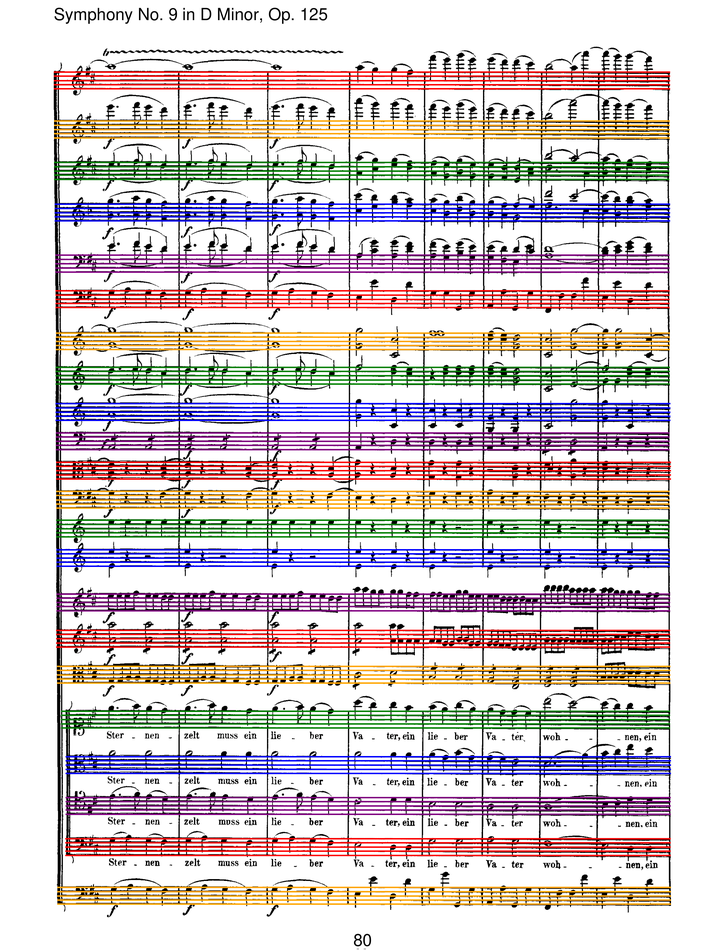 Symphony No. 9 in D Minor, Op. 125
Ster - nen - zelt muss ein lie - ber Va - ter, ein lie - ber Va - ter, woh - - - nen, ein
Ster - nen - zelt muss ein lie - ber Va - ter, ein lie - ber Va - ter woh - - - nen, ein
Ster - nen - zelt muss ein lie - ber Va - ter, ein lie - ber Va - ter woh - - - nen, ein
Ster - nen - zelt muss ein lie - ber Va - ter, ein lie - ber Va - ter woh - - - nen, ein
80